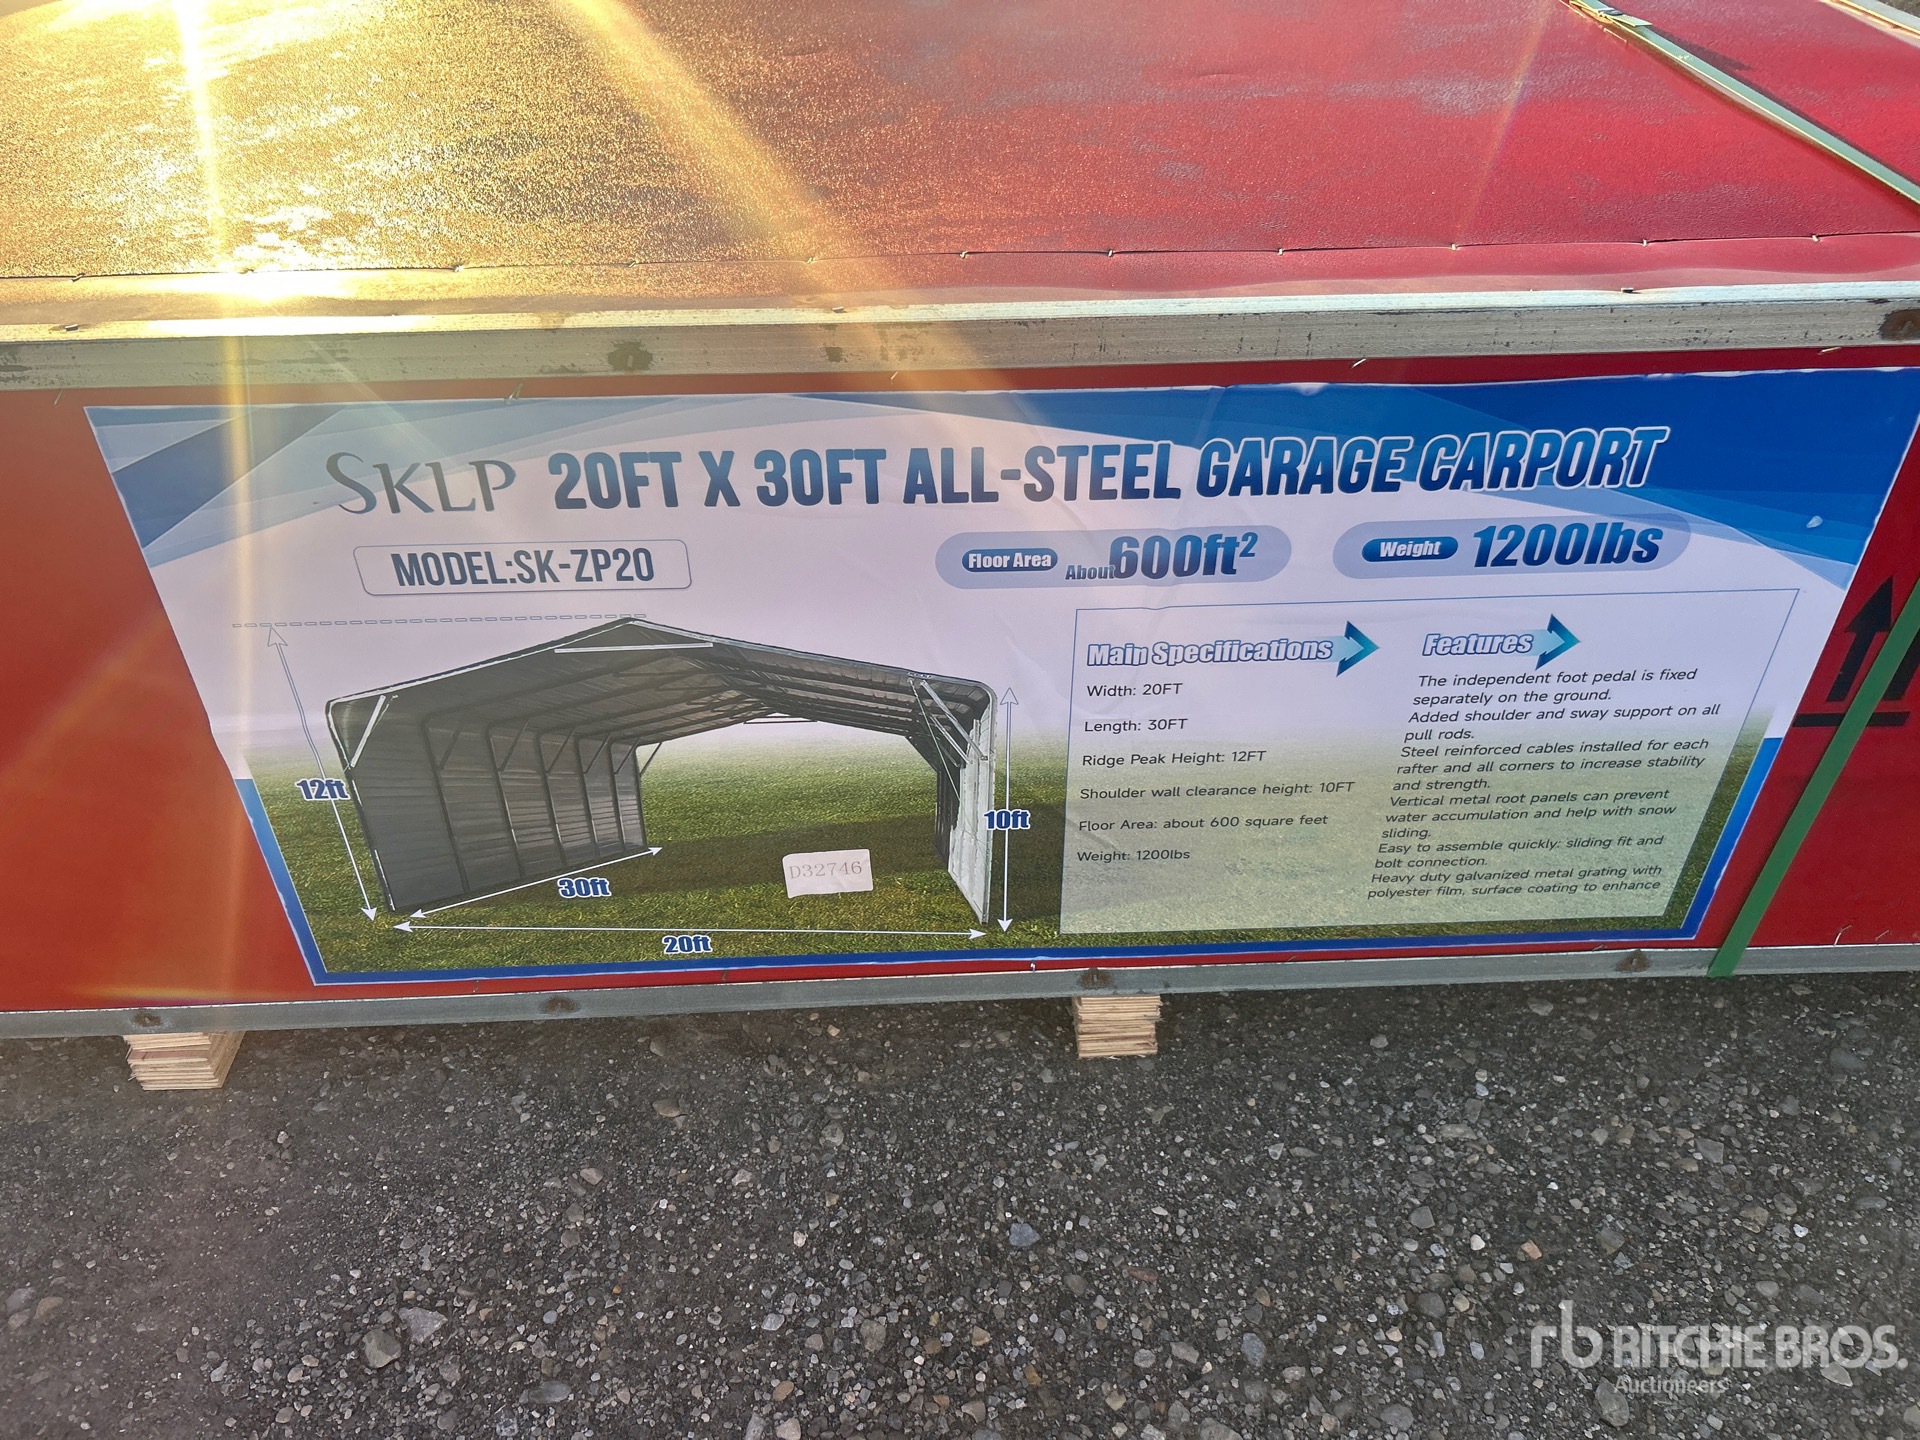 SKLP 20FT X 30FT ALL-STEEL GARAGE CARPORT
MODEL:SK-ZP20
Floor Area About 600ft²
Weight 1200lbs
12ft
10ft
30ft
20ft
D32746
Main Specifications
Width: 20FT
Length: 30FT
Ridge Peak Height: 12FT
Shoulder wall clearance height: 10FT
Floor Area: about 600 square feet
Weight: 1200lbs
Features
The independent foot pedal is fixed
separately on the ground.
Added shoulder and sway support on all
pull rods.
Steel reinforced cables installed for each
rafter and all corners to increase stability
and strength.
Vertical metal root panels can prevent
water accumulation and help with snow
sliding.
Easy to assemble quickly: sliding fit and
bolt connection.
Heavy duty galvanized metal grating with
polyester film, surface coating to enhance
rb RITCHIE BROS.
Auctioneers